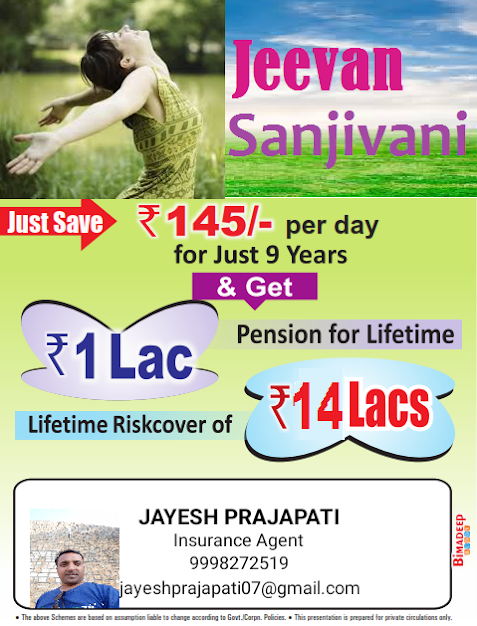 Jeevan
Sanjivani
Just Save
₹145/- per day
for Just 9 Years
& Get
₹1 Lac
Pension for Lifetime
Lifetime Riskcover of
₹14 Lacs
JAYESH PRAJAPATI
Insurance Agent
9998272519
jayeshprajapati07@gmail.com
BIMADEEP
• The above Schemes are based on assumption liable to change according to Govt./Corpn. Policies. • This presentation is prepared for private circulations only.